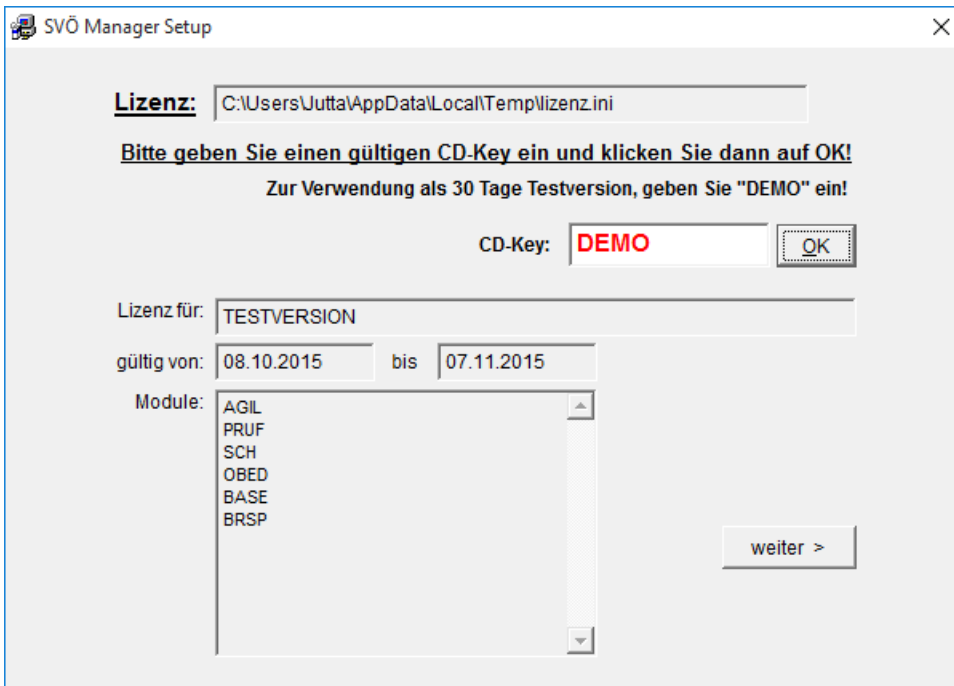 SVÖ Manager Setup
Lizenz: C:\Users\Jutta\AppData\Local\Temp\lizenz.ini
Bitte geben Sie einen gültigen CD-Key ein und klicken Sie dann auf OK!
Zur Verwendung als 30 Tage Testversion, geben Sie "DEMO" ein!
CD-Key: DEMO OK
Lizenz für: TESTVERSION
gültig von: 08.10.2015 bis 07.11.2015
Module: AGIL
PRUF
SCH
OBED
BASE
BRSP
weiter >